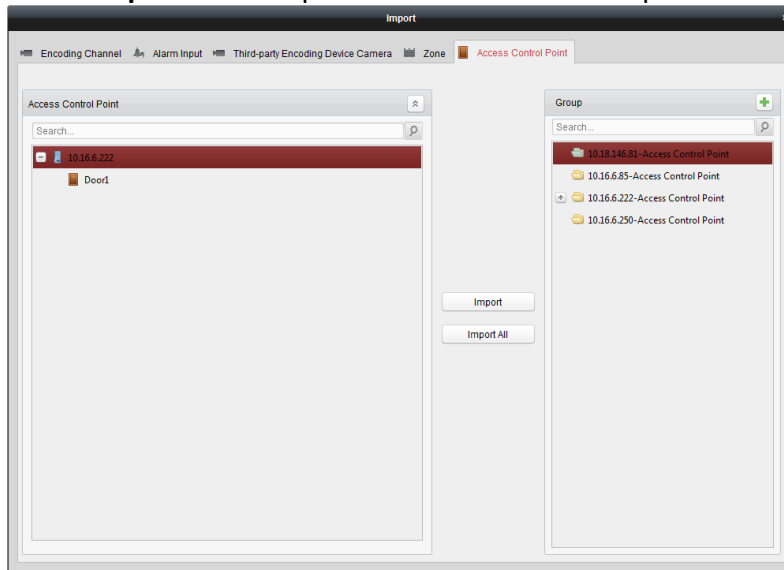 Import
Encoding Channel Alarm Input Third-party Encoding Device Camera Zone Access Control Point
Access Control Point
Search...
10.16.6.222
Door1
Import
Import All
Group
Search...
10.18.146.81-Access Control Point
10.16.6.85-Access Control Point
10.16.6.222-Access Control Point
10.16.6.250-Access Control Point